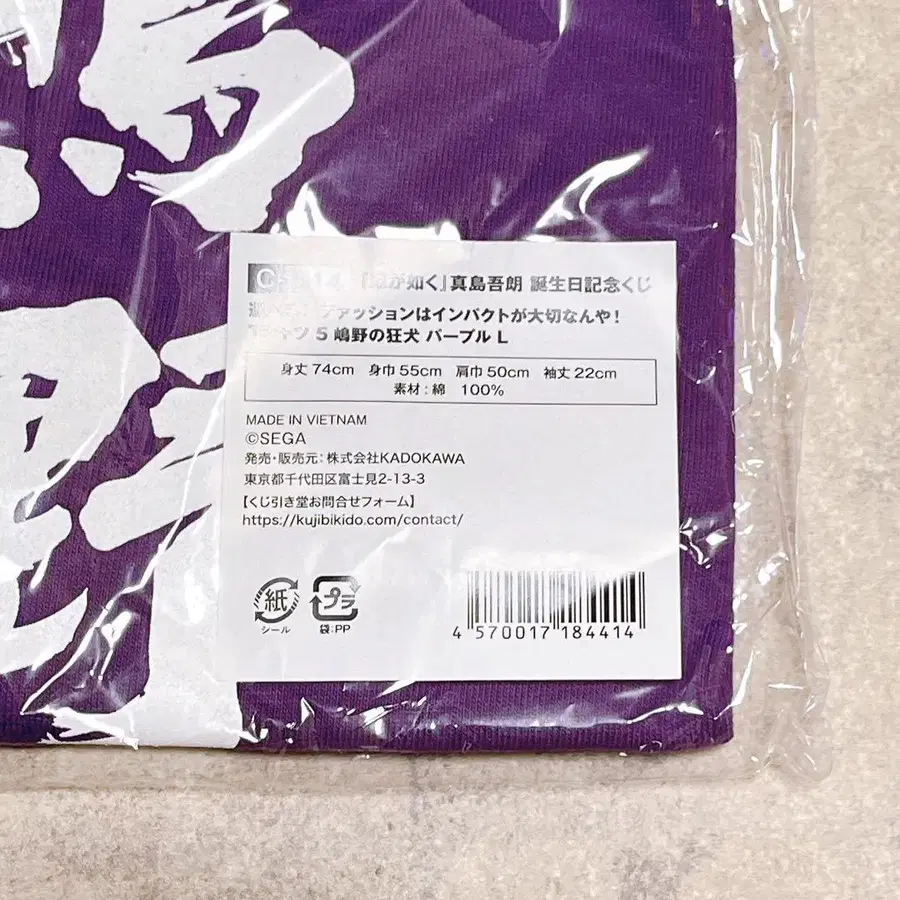 嶋
野
「龍が如く」真島吾朗 誕生日記念くじ
ファッションはインパクトが大切なんや!
Tシャツ 5 嶋野の狂犬 パープル L
身丈 74cm 身巾 55cm 肩巾 50cm 袖丈 22cm
素材:綿 100%
MADE IN VIETNAM
©SEGA
発売・販売元:株式会社KADOKAWA
東京都千代田区富士見2-13-3
【くじ引き堂お問合せフォーム】
https://kujibikido.com/contact/
紙
シール
プラ
袋:PP
4 570017 184414